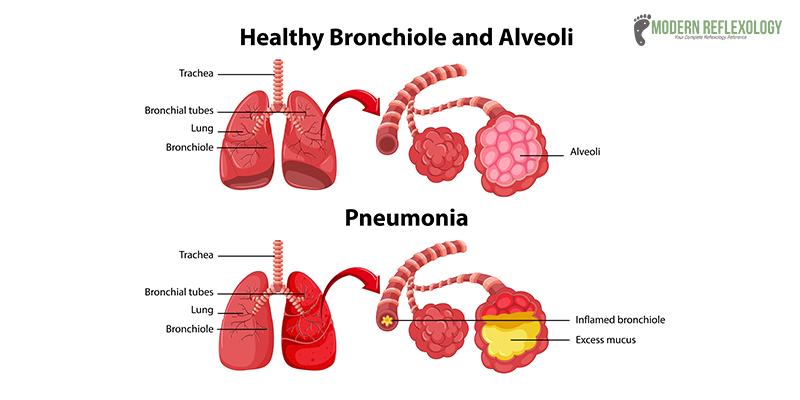 MODERN REFLEXOLOGY
Your Complete Reflexology Reference
Healthy Bronchiole and Alveoli
Trachea
Bronchial tubes
Lung
Bronchiole
Alveoli
Pneumonia
Trachea
Bronchial tubes
Lung
Bronchiole
Inflamed bronchiole
Excess mucus